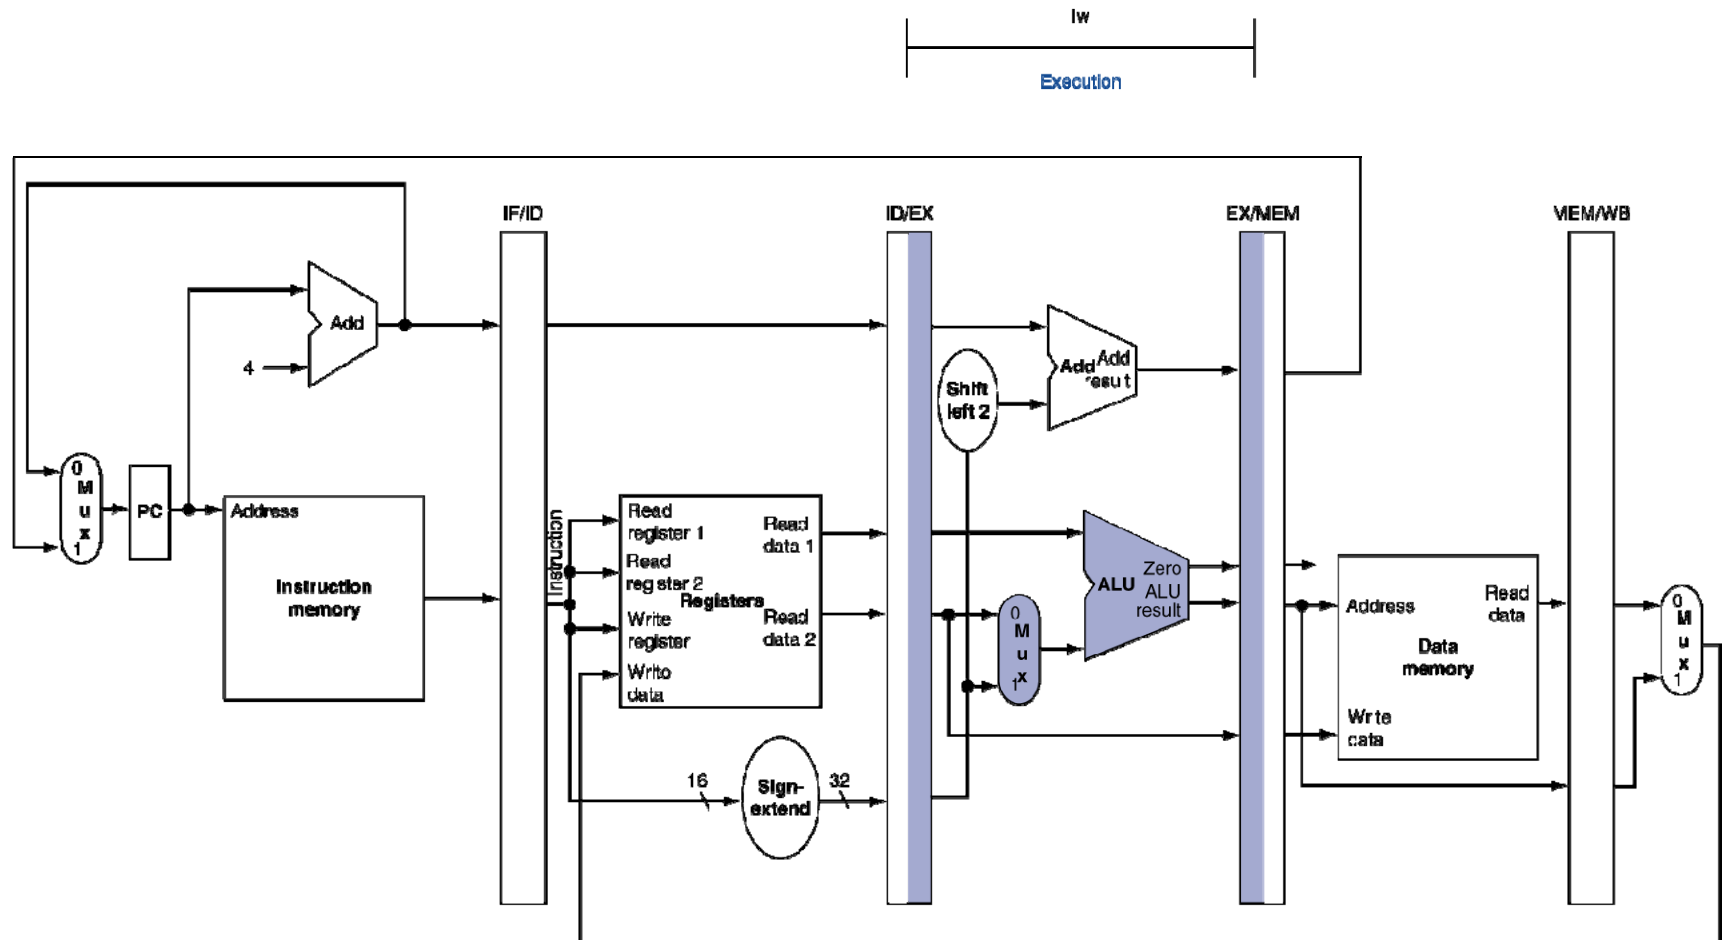 lw
Execution
IF/ID
ID/EX
EX/MEM
MEM/WB
Add
4
Add
Add
result
Shift
left 2
0
M
u
x
1
PC
Address
Instruction
memory
Instruction
Read
register 1
Read
register 2
Registers
Write
register
Write
data
Read
data 1
Read
data 2
0
M
u
x
1
ALU
Zero
ALU
result
Address
Read
data
Data
memory
Write
data
0
M
u
x
1
16
Sign-
extend
32